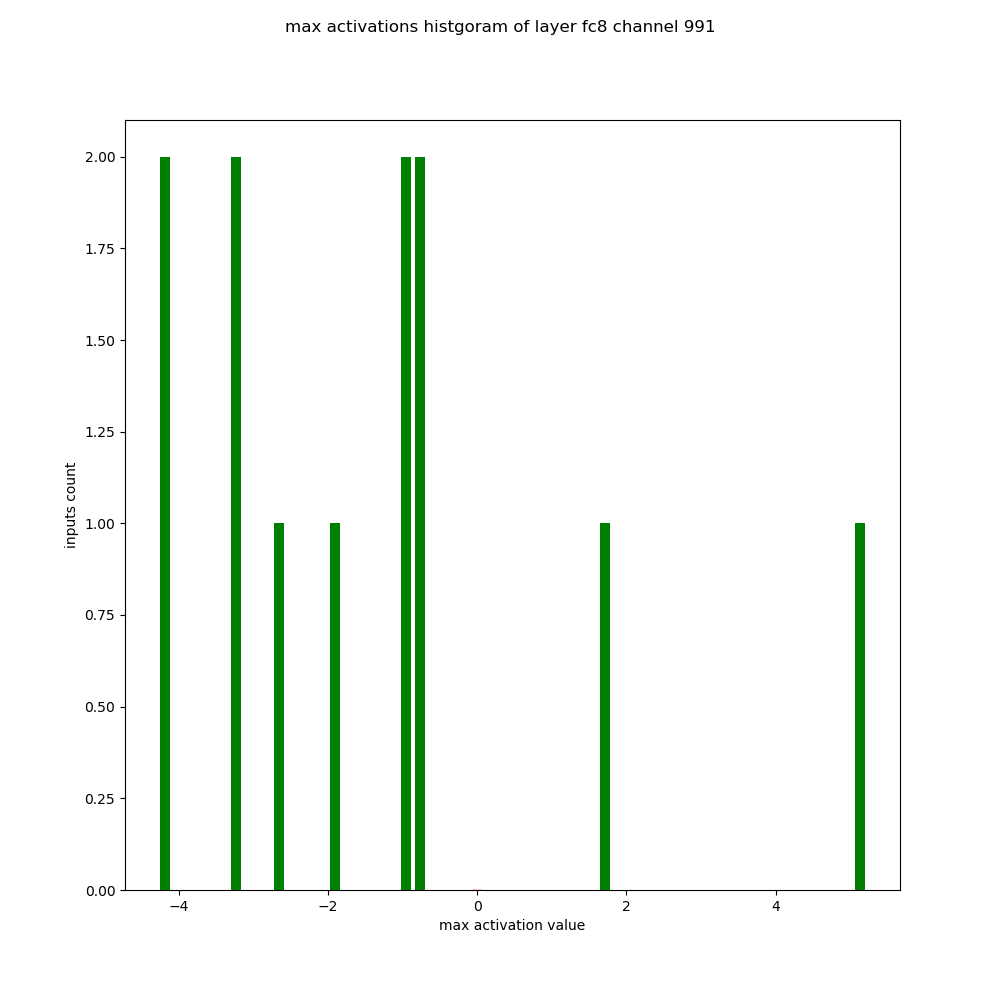 max activations histgoram of layer fc8 channel 991
2.00
1.75
1.50
1.25
1.00
0.75
0.50
0.25
0.00
inputs count
−4 −2 0 2 4
max activation value